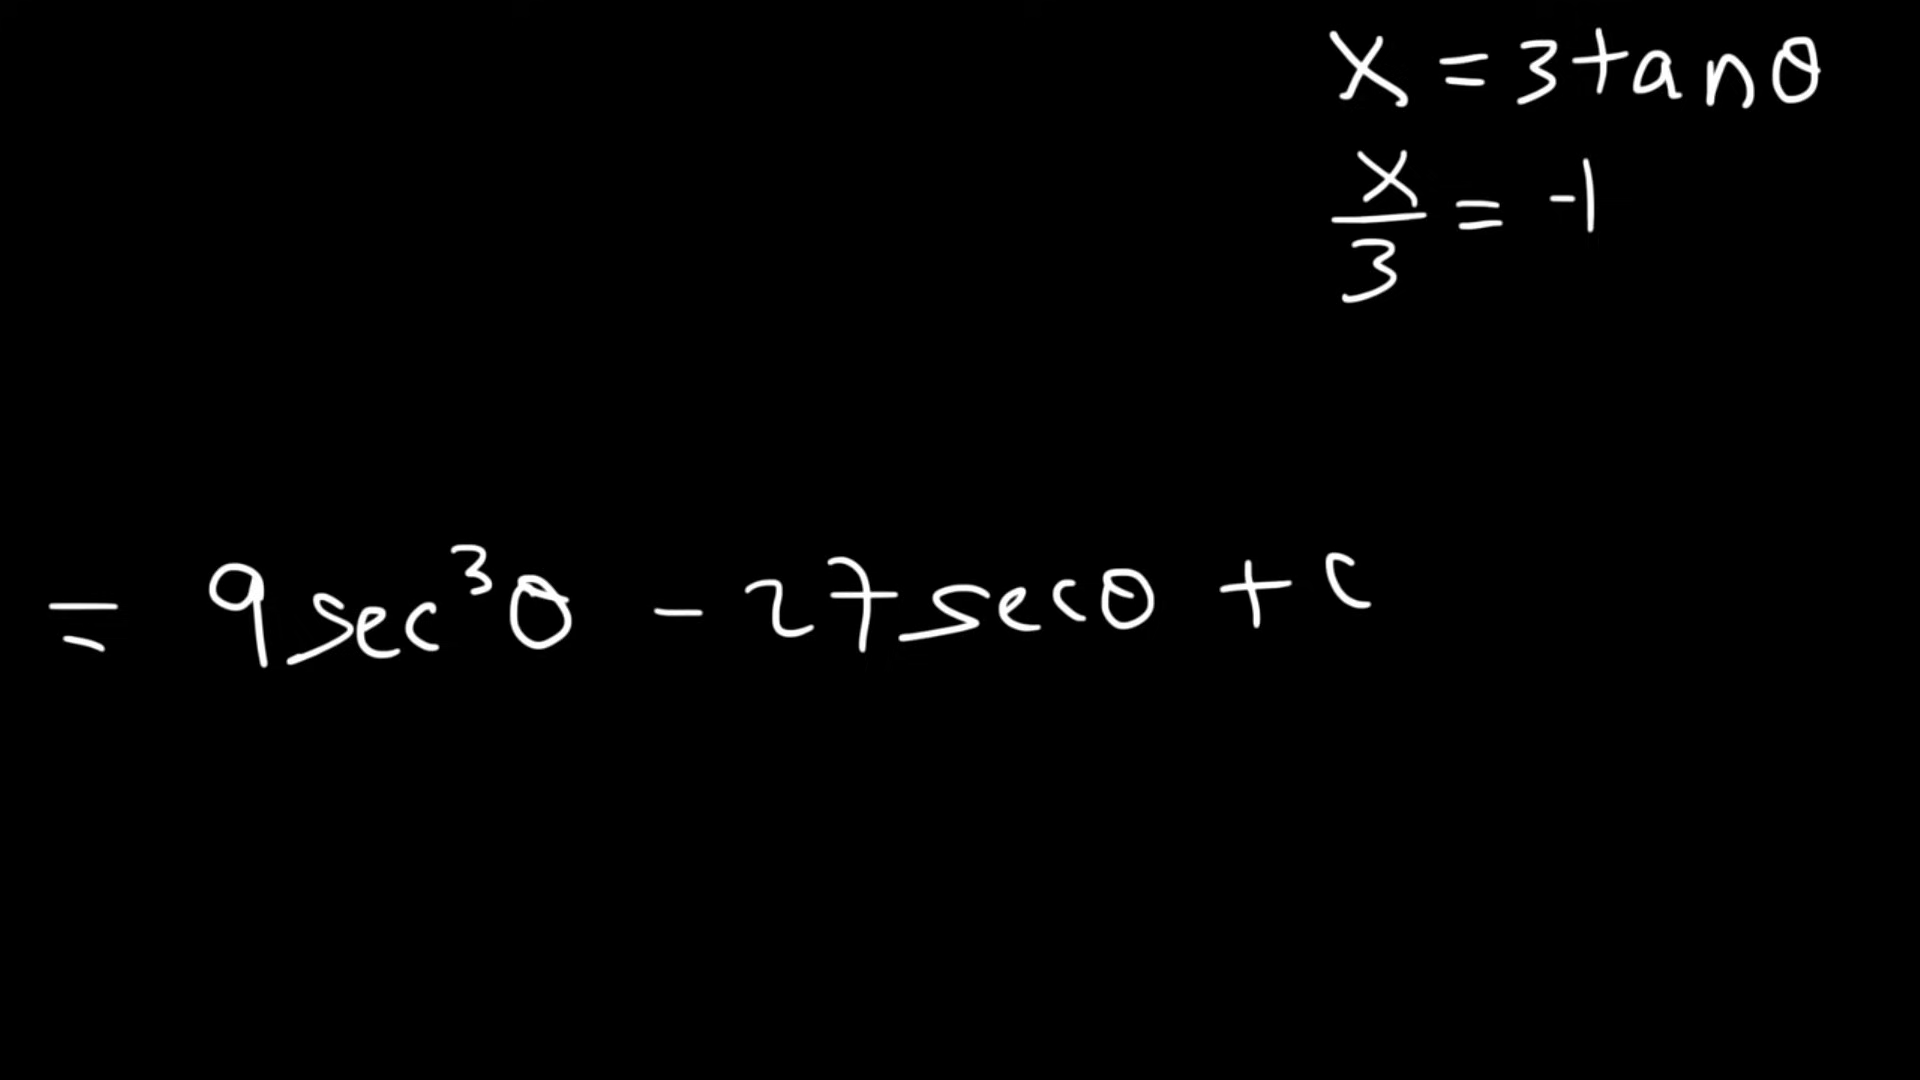 x = 3tanθ
x/3 = -1
= 9sec³θ - 27secθ + c